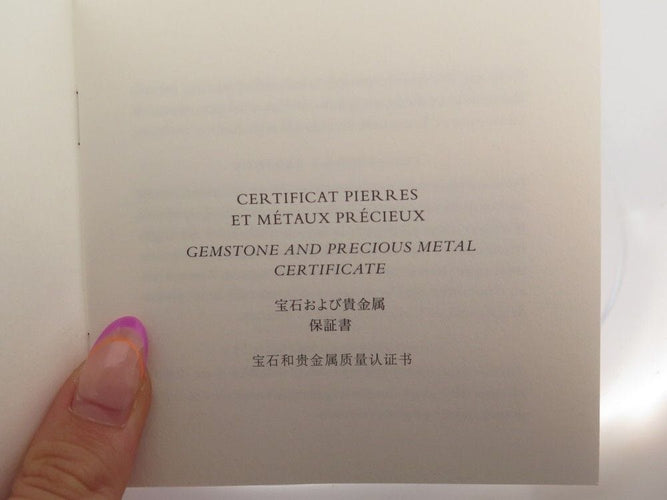 CERTIFICAT PIERRES
ET MÉTAUX PRÉCIEUX
GEMSTONE AND PRECIOUS METAL
CERTIFICATE
宝石および貴金属
保証書
宝石和贵金属质量认证书